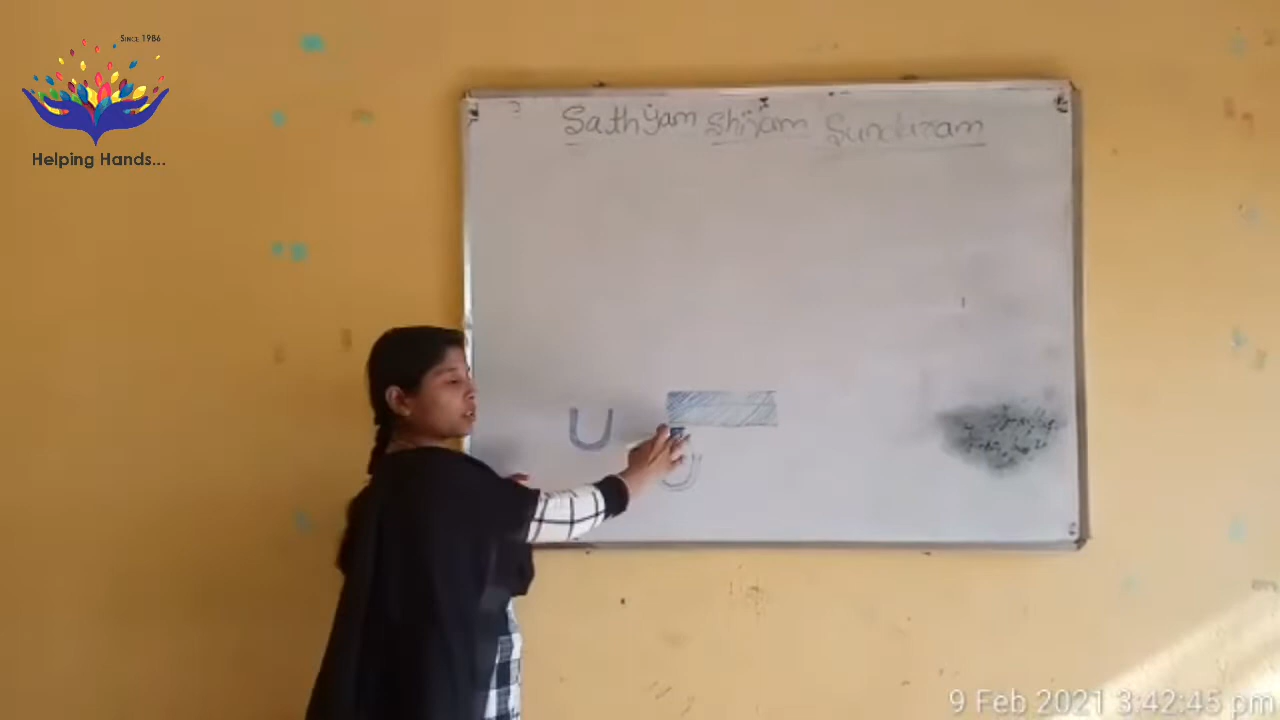 SINCE 1986
Helping Hands...
Sathyam Shivam Sundaram
U
U
9 Feb 2021 3:42:45 pm